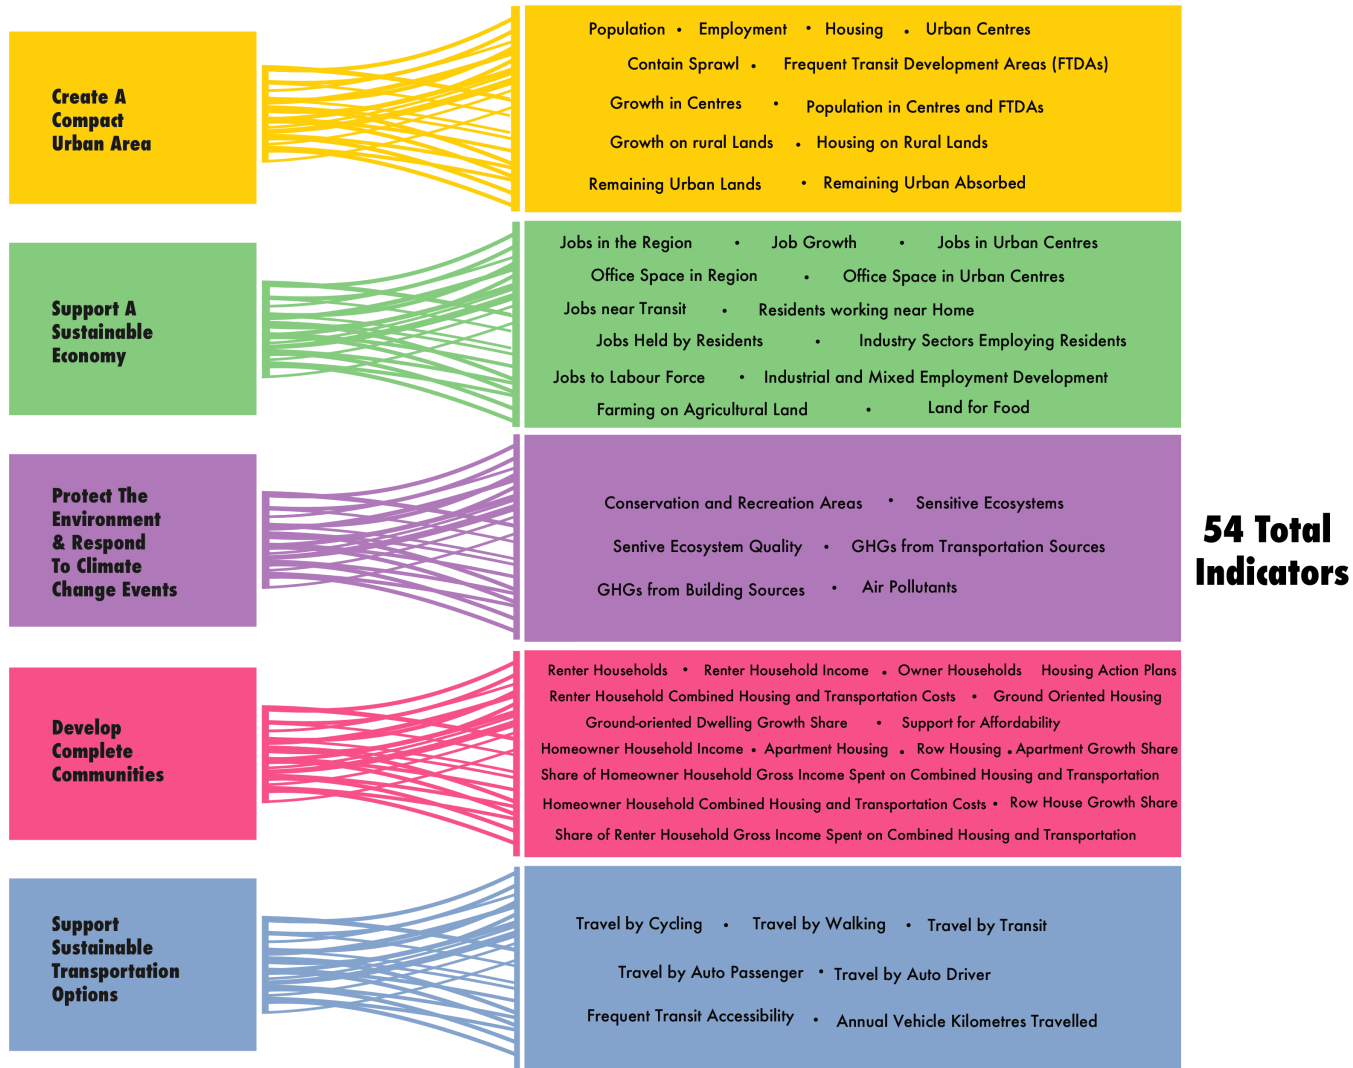 Create A
Compact
Urban Area
Population • Employment • Housing • Urban Centres
Contain Sprawl • Frequent Transit Development Areas (FTDAs)
Growth in Centres • Population in Centres and FTDAs
Growth on rural Lands • Housing on Rural Lands
Remaining Urban Lands • Remaining Urban Absorbed
Support A
Sustainable
Economy
Jobs in the Region • Job Growth • Jobs in Urban Centres
Office Space in Region • Office Space in Urban Centres
Jobs near Transit • Residents working near Home
Jobs Held by Residents • Industry Sectors Employing Residents
Jobs to Labour Force • Industrial and Mixed Employment Development
Farming on Agricultural Land • Land for Food
Protect The
Environment
& Respond
To Climate
Change Events
Conservation and Recreation Areas • Sensitive Ecosystems
Sentive Ecosystem Quality • GHGs from Transportation Sources
GHGs from Building Sources • Air Pollutants
54 Total
Indicators
Develop
Complete
Communities
Renter Households • Renter Household Income • Owner Households Housing Action Plans
Renter Household Combined Housing and Transportation Costs • Ground Oriented Housing
Ground-oriented Dwelling Growth Share • Support for Affordability
Homeowner Household Income • Apartment Housing • Row Housing • Apartment Growth Share
Share of Homeowner Household Gross Income Spent on Combined Housing and Transportation
Homeowner Household Combined Housing and Transportation Costs • Row House Growth Share
Share of Renter Household Gross Income Spent on Combined Housing and Transportation
Support
Sustainable
Transportation
Options
Travel by Cycling • Travel by Walking • Travel by Transit
Travel by Auto Passenger • Travel by Auto Driver
Frequent Transit Accessibility • Annual Vehicle Kilometres Travelled